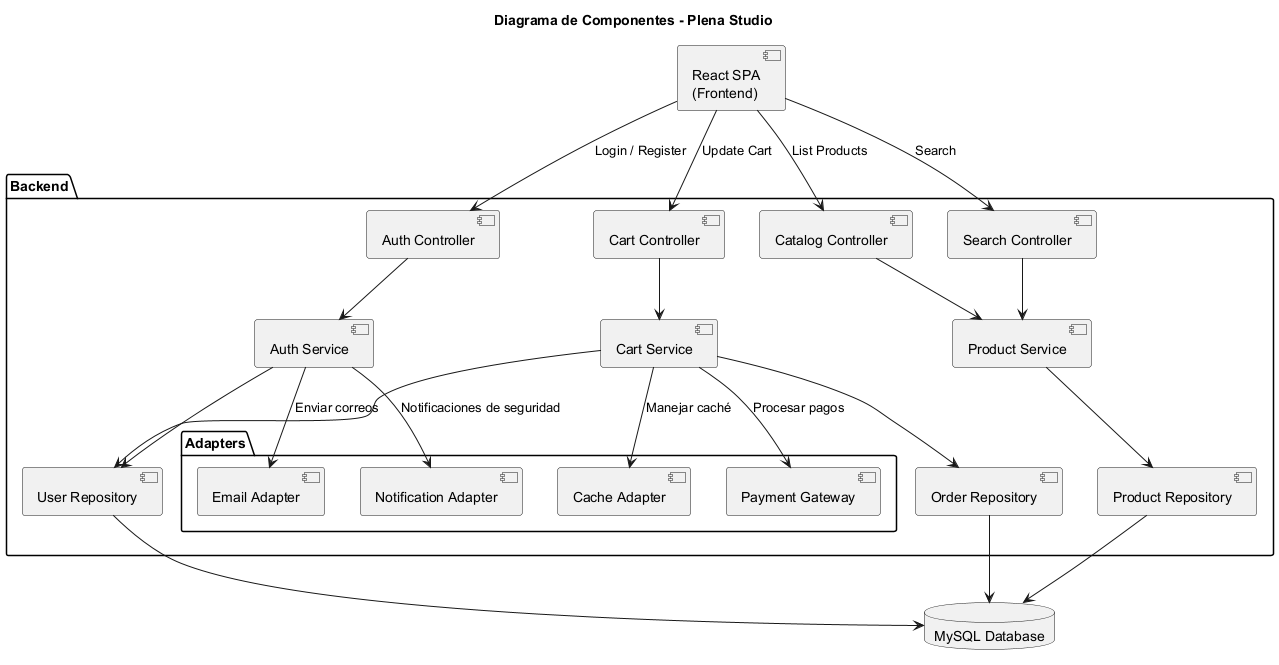 Diagrama de Componentes - Plena Studio
React SPA
(Frontend)
Login / Register
Update Cart
List Products
Search
Backend
Auth Controller
Cart Controller
Catalog Controller
Search Controller
Auth Service
Cart Service
Product Service
Enviar correos
Notificaciones de seguridad
Manejar caché
Procesar pagos
Adapters
User Repository
Email Adapter
Notification Adapter
Cache Adapter
Payment Gateway
Order Repository
Product Repository
MySQL Database